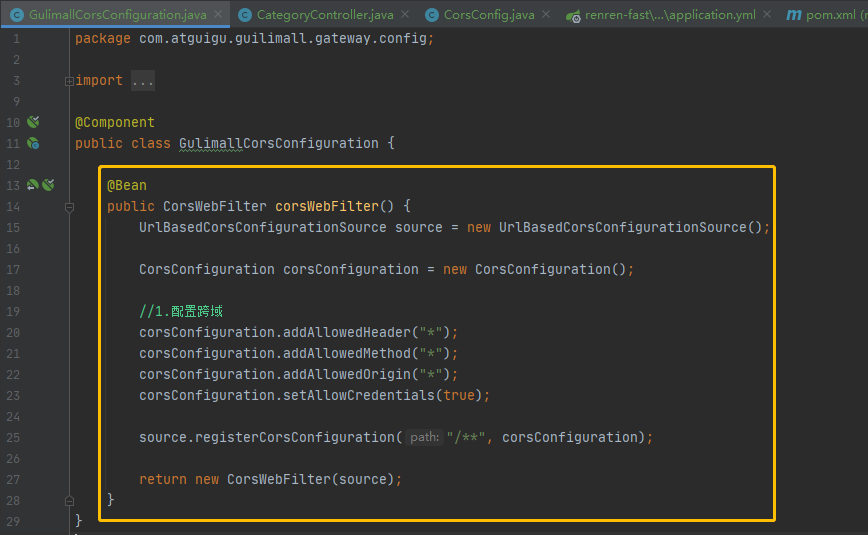 GulimallCorsConfiguration.java × CategoryController.java × CorsConfig.java × renren-fast\...\application.yml × pom.xml (r
1 package com.atguigu.guilimall.gateway.config;
2
3 import ...
9
10 @Component
11 public class GulimallCorsConfiguration {
12
13 @Bean
14 public CorsWebFilter corsWebFilter() {
15 UrlBasedCorsConfigurationSource source = new UrlBasedCorsConfigurationSource();
16
17 CorsConfiguration corsConfiguration = new CorsConfiguration();
18
19 //1.配置跨域
20 corsConfiguration.addAllowedHeader("*");
21 corsConfiguration.addAllowedMethod("*");
22 corsConfiguration.addAllowedOrigin("*");
23 corsConfiguration.setAllowCredentials(true);
24
25 source.registerCorsConfiguration( path: "/**", corsConfiguration);
26
27 return new CorsWebFilter(source);
28 }
29 }